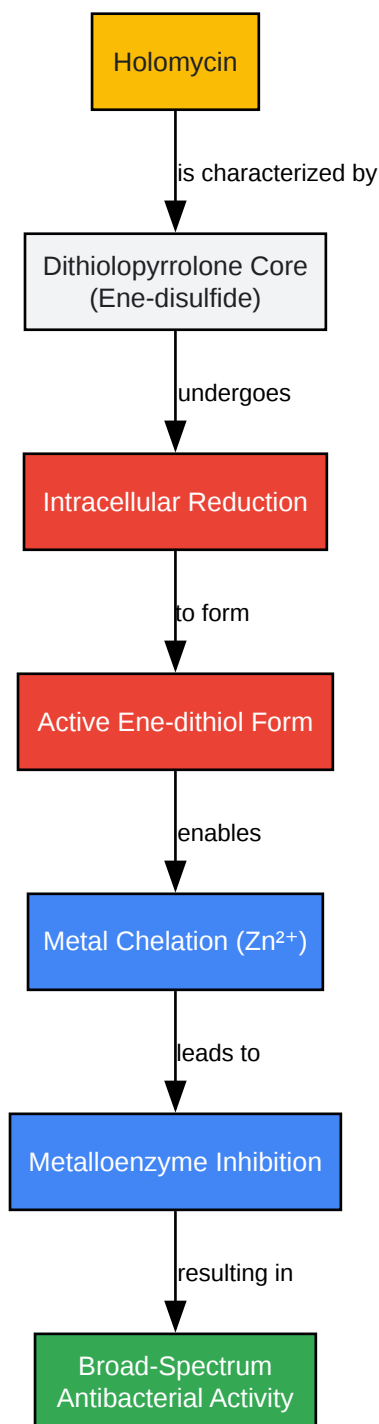 Holomycin
is characterized by
Dithiolopyrrolone Core
(Ene-disulfide)
undergoes
Intracellular Reduction
to form
Active Ene-dithiol Form
enables
Metal Chelation (Zn²⁺)
leads to
Metalloenzyme Inhibition
resulting in
Broad-Spectrum
Antibacterial Activity